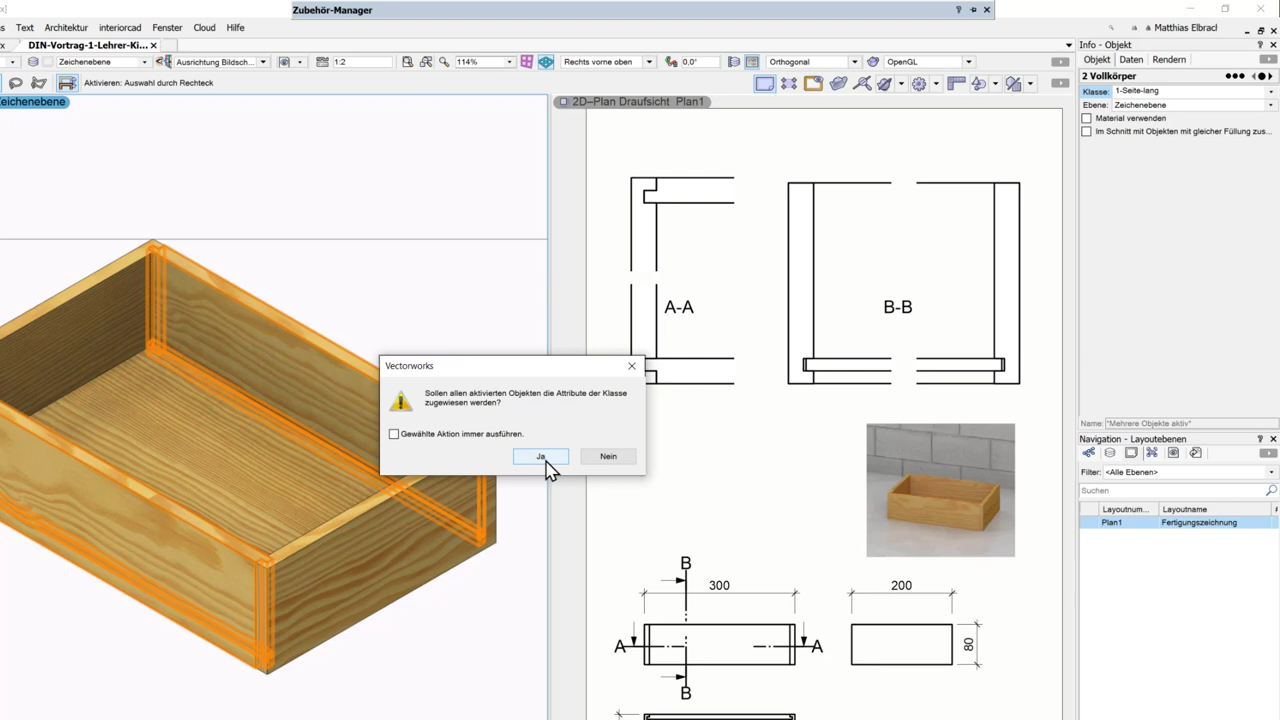 Zubehör-Manager
Text Architektur interiorcad Fenster Cloud Hilfe
Matthias Elbracl
DIN-Vortrag-1-Lehrer-Ki...
Zeichenebene
Ausrichtung Bildsch...
1:2
114%
Rechts vorne oben
0,0°
Orthogonal
OpenGL
Aktivieren: Auswahl durch Rechteck
Zeichenebene
2D–Plan Draufsicht Plan1
Info - Objekt
Objekt Daten Rendern
2 Vollkörper
Klasse: 1-Seite-lang
Ebene: Zeichenebene
Material verwenden
Im Schnitt mit Objekten mit gleicher Füllung zus...
A-A
B-B
Vectorworks
Sollen allen aktivierten Objekten die Attribute der Klasse
zugewiesen werden?
Gewählte Aktion immer ausführen.
Ja
Nein
Name: "Mehrere Objekte aktiv"
Navigation - Layoutebenen
Filter: <Alle Ebenen>
Suchen
Layoutnum... Layoutname
Plan1 Fertigungszeichnung
B
300
200
A
A
80
B